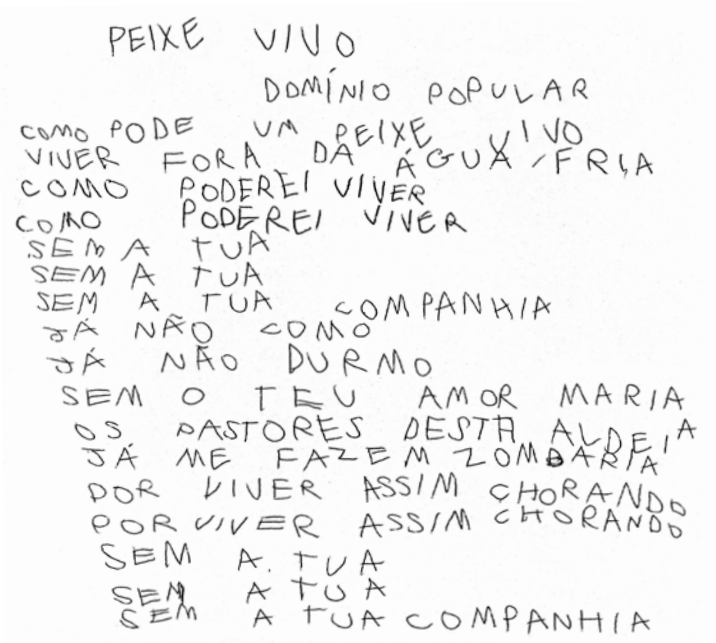 PEIXE VIVO
DOMÍNIO POPULAR
COMO PODE UM PEIXE VIVO
VIVER FORA DA ÁGUA FRIA
COMO PODEREI VIVER
COMO PODEREI VIVER
SEM A TUA
SEM A TUA
SEM A TUA COMPANHIA
JÁ NÃO COMO
JÁ NÃO DURMO
SEM O TEU AMOR MARIA
OS PASTORES DESTA ALDEIA
JÁ ME FAZEM ZOMBARIA
POR VIVER ASSIM CHORANDO
POR VIVER ASSIM CHORANDO
SEM A. TUA
SEM A TUA
SEM A TUA COMPANHIA